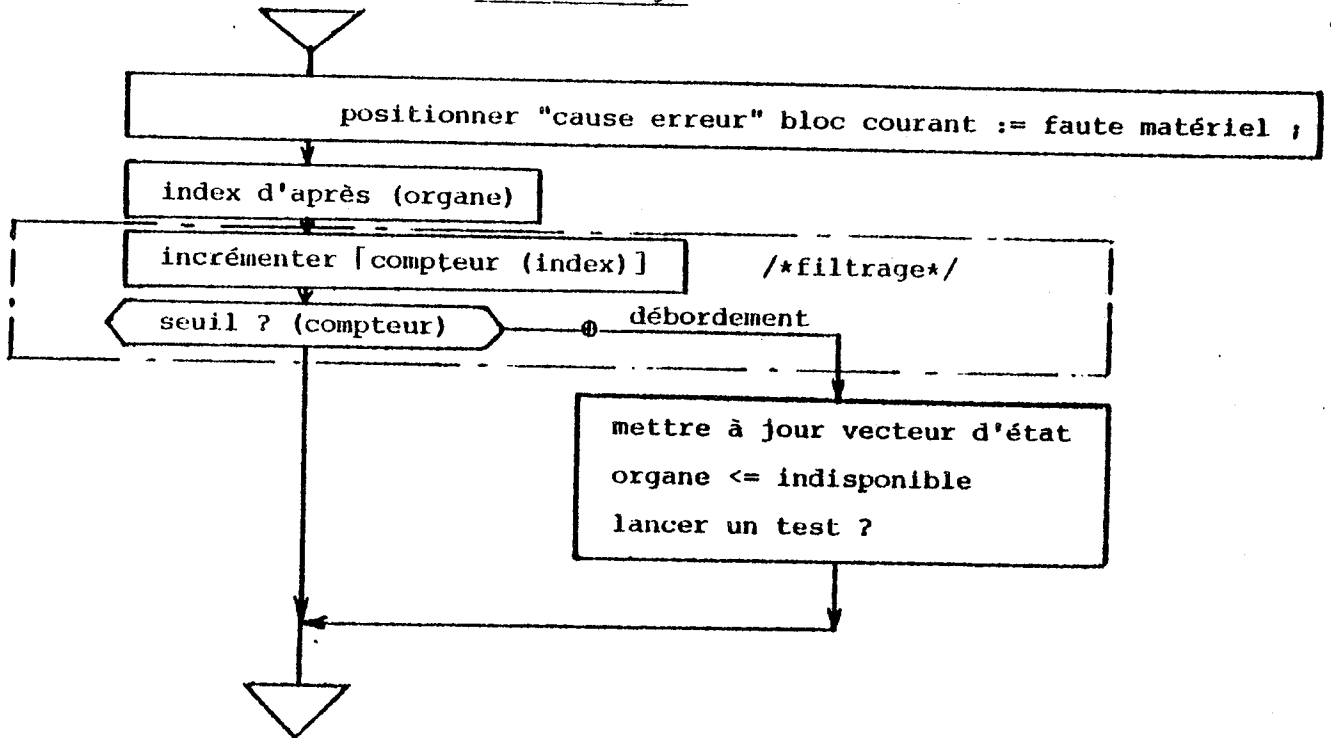 positionner "cause erreur" bloc courant := faute matériel ;
index d'après (organe)
incrémenter ⌈compteur (index)]
/*filtrage*/
seuil ? (compteur)
débordement
mettre à jour vecteur d'état
organe <= indisponible
lancer un test ?